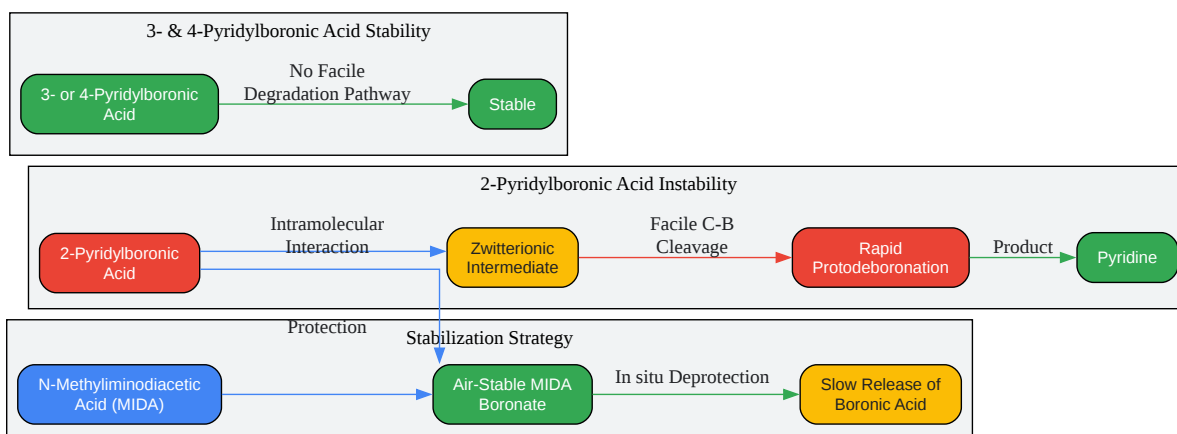 3- & 4-Pyridylboronic Acid Stability
3- or 4-Pyridylboronic
Acid
No Facile
Degradation Pathway
Stable
2-Pyridylboronic Acid Instability
2-Pyridylboronic
Acid
Intramolecular
Interaction
Zwitterionic
Intermediate
Facile C-B
Cleavage
Rapid
Protodeboronation
Product
Pyridine
Protection
Stabilization Strategy
N-Methyliminodiacetic
Acid (MIDA)
Air-Stable MIDA
Boronate
In situ Deprotection
Slow Release of
Boronic Acid